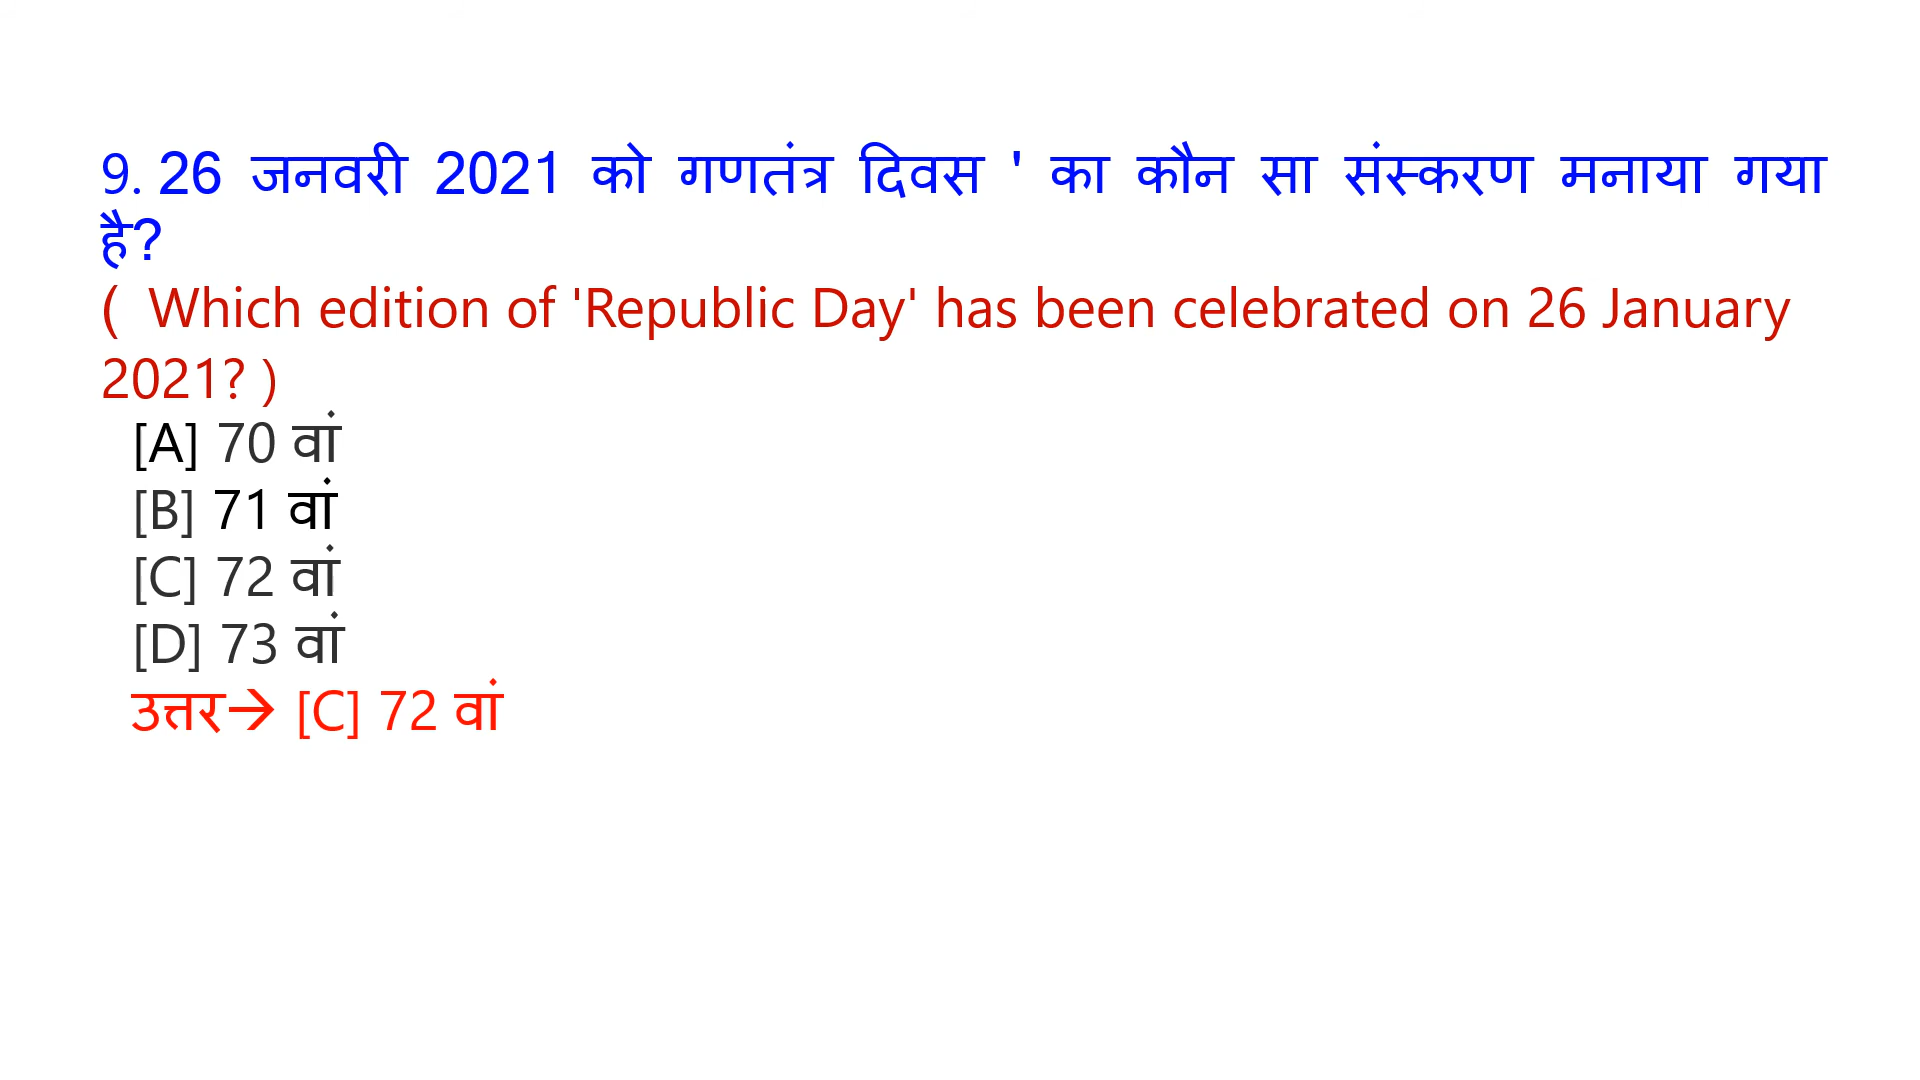 9. 26 जनवरी 2021 को गणतंत्र दिवस ' का कौन सा संस्करण मनाया गया
है?
( Which edition of 'Republic Day' has been celebrated on 26 January
2021? )
[A] 70 वां
[B] 71 वां
[C] 72 वां
[D] 73 वां
उत्तर→ [C] 72 वां